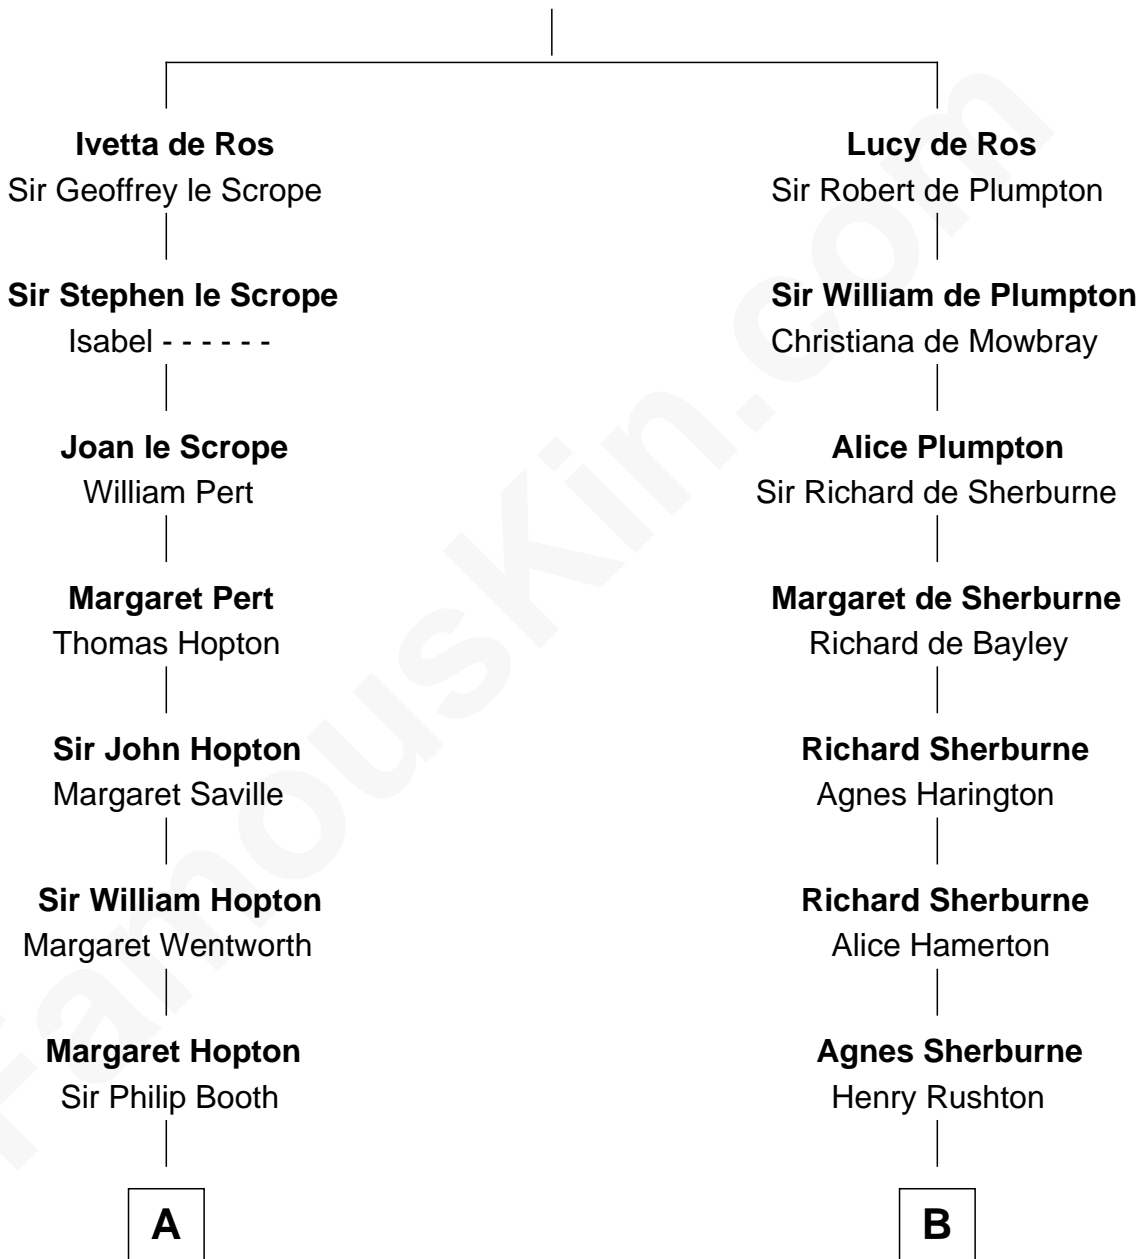 Ivetta de Ros
Sir Geoffrey le Scrope
Sir Stephen le Scrope
Isabel - - - - - -
Joan le Scrope
William Pert
Margaret Pert
Thomas Hopton
Sir John Hopton
Margaret Saville
Sir William Hopton
Margaret Wentworth
Margaret Hopton
Sir Philip Booth
A
Lucy de Ros
Sir Robert de Plumpton
Sir William de Plumpton
Christiana de Mowbray
Alice Plumpton
Sir Richard de Sherburne
Margaret de Sherburne
Richard de Bayley
Richard Sherburne
Agnes Harington
Richard Sherburne
Alice Hamerton
Agnes Sherburne
Henry Rushton
B
FamousKin.com